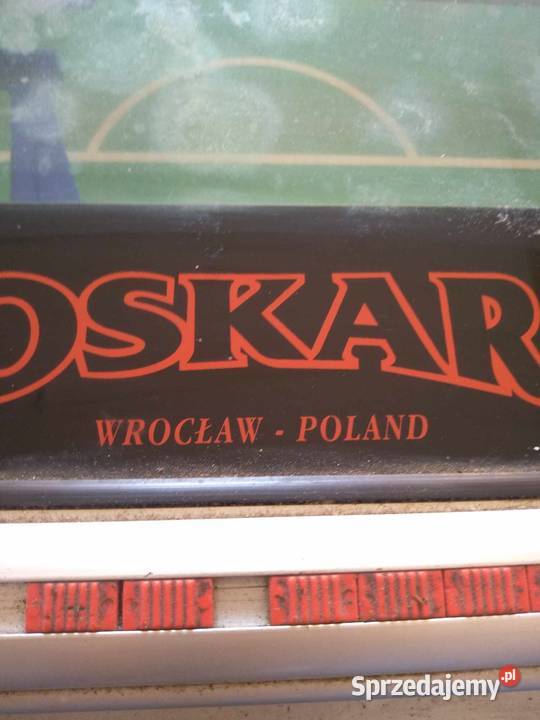 OSKAR
WROCŁAW - POLAND
Sprzedajemy.pl